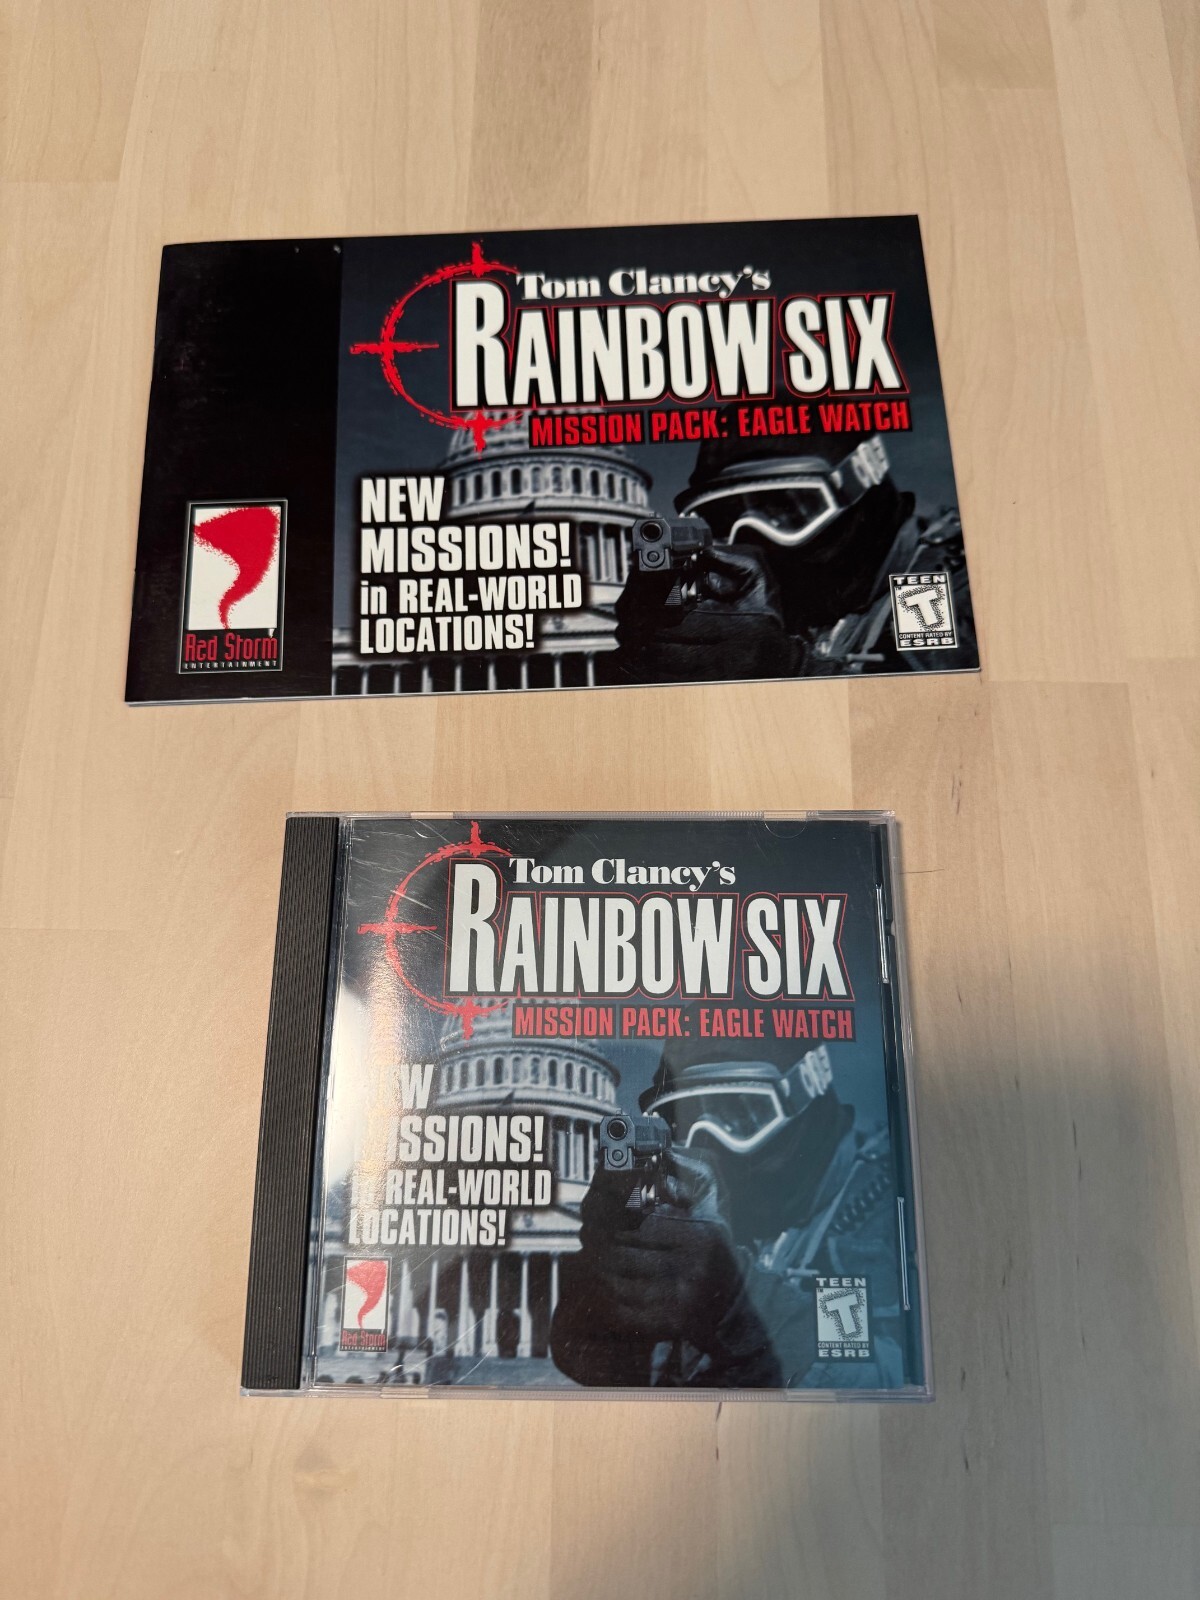 Tom Clancy's
RAINBOW SIX
MISSION PACK: EAGLE WATCH
NEW
MISSIONS!
in REAL-WORLD
LOCATIONS!
Red Storm
ENTERTAINMENT
TEEN
T
CONTENT RATED BY
ESRB
Tom Clancy's
RAINBOW SIX
MISSION PACK: EAGLE WATCH
NEW
MISSIONS!
in REAL-WORLD
LOCATIONS!
Red Storm
ENTERTAINMENT
TEEN
T
CONTENT RATED BY
ESRB